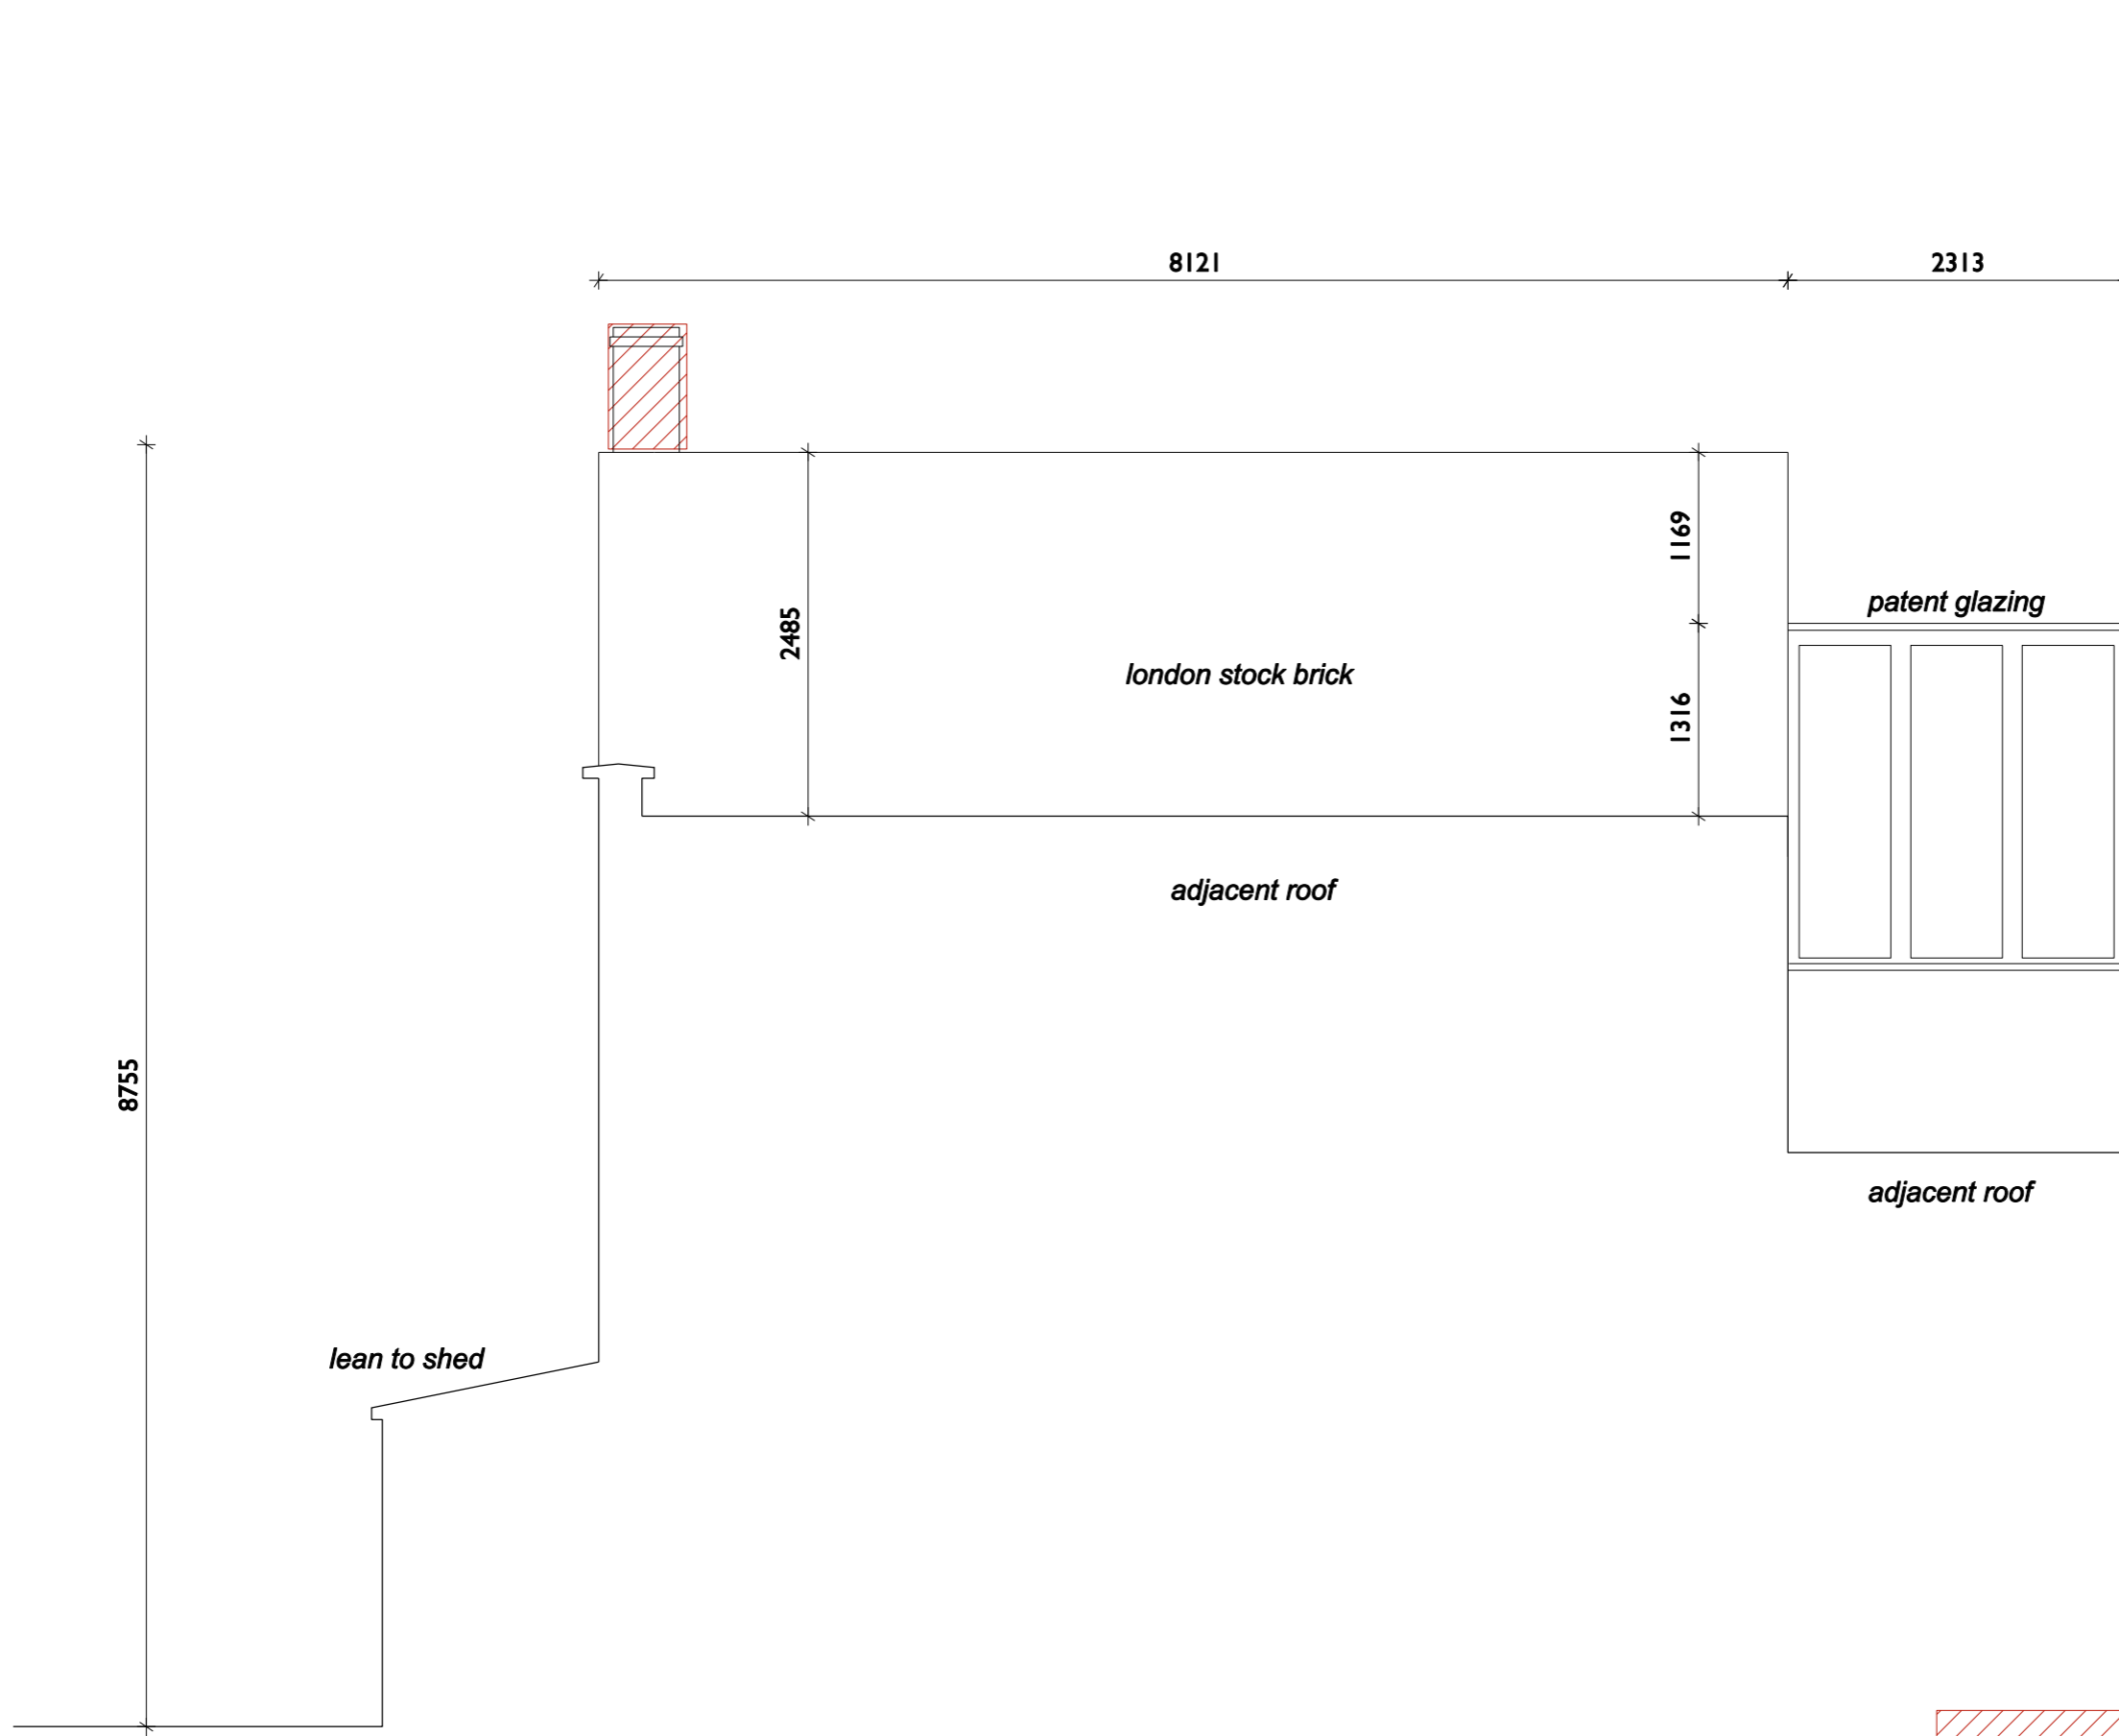 8121
2313
1169
patent glazing
2485
london stock brick
1316
adjacent roof
8755
adjacent roof
lean to shed